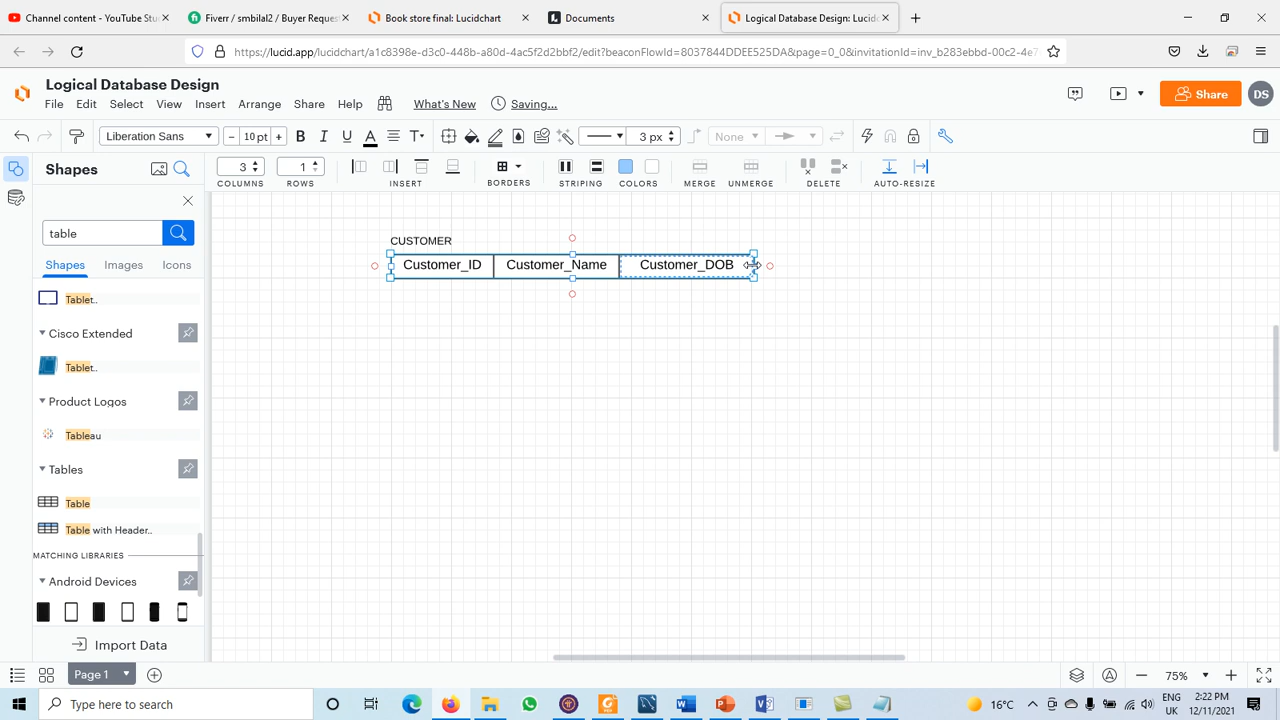 Channel content - YouTube Stu
Fiverr / smbilal2 / Buyer Reques
Book store final: Lucidchart
Documents
Logical Database Design: Lucidc
https://lucid.app/lucidchart/a1c8398e-d3c0-448b-a80d-4ac5f2d2bbf2/edit?beaconFlowId=8037844DDEE525DA&page=0_0&invitationId=inv_b283ebbd-00c2-4e7
Logical Database Design
File Edit Select View Insert Arrange Share Help What's New Saving...
Share DS
Liberation Sans 10 pt B I U A T 3 px None
Shapes
3 1
COLUMNS ROWS INSERT BORDERS STRIPING COLORS MERGE UNMERGE DELETE AUTO-RESIZE
table
Shapes Images Icons
Tablet..
Cisco Extended
Tablet..
Product Logos
Tableau
Tables
Table
Table with Header..
MATCHING LIBRARIES
Android Devices
Import Data
CUSTOMER
Customer_ID Customer_Name Customer_DOB
Page 1
75%
Type here to search
16°C
ENG
UK
2:22 PM
12/11/2021